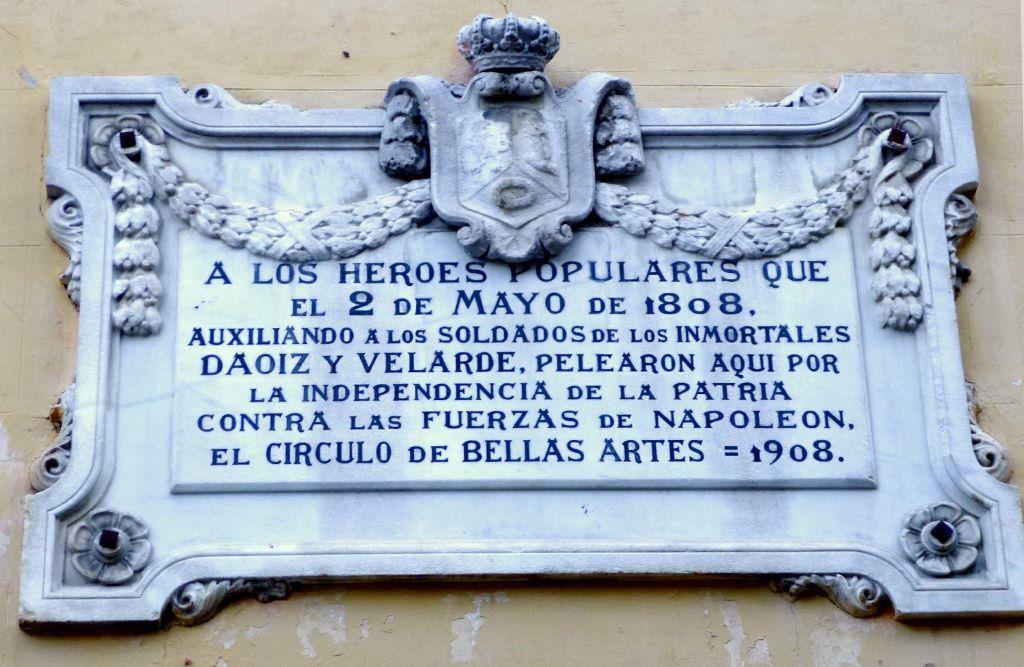 A LOS HEROES POPULARES QUE
EL 2 DE MAYO DE 1808,
AUXILIANDO A LOS SOLDADOS DE LOS INMORTALES
DAOIZ Y VELARDE, PELEARON AQUI POR
LA INDEPENDENCIA DE LA PATRIA
CONTRA LAS FUERZAS DE NAPOLEON,
EL CIRCULO DE BELLAS ARTES = 1908.